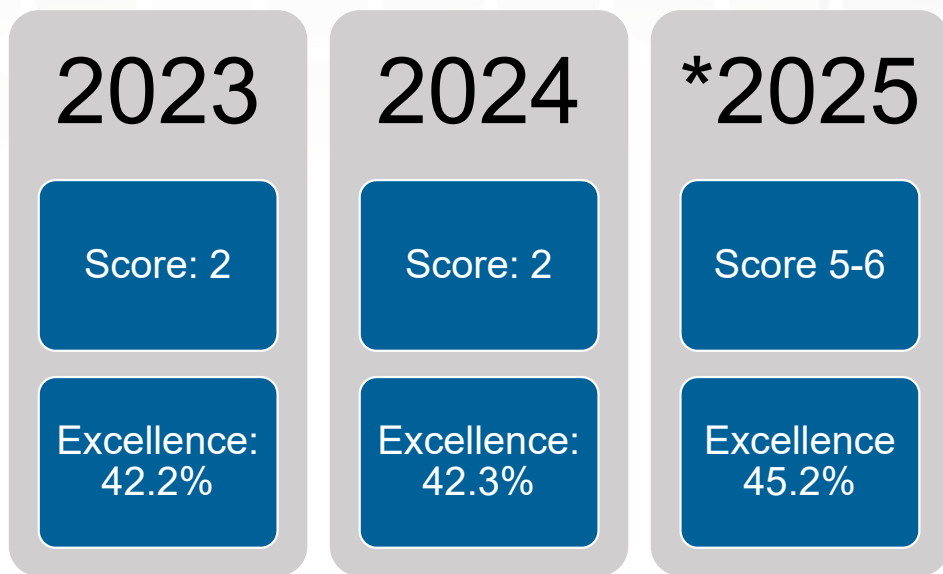 2023
Score: 2
Excellence:
42.2%
2024
Score: 2
Excellence:
42.3%
*2025
Score 5-6
Excellence
45.2%